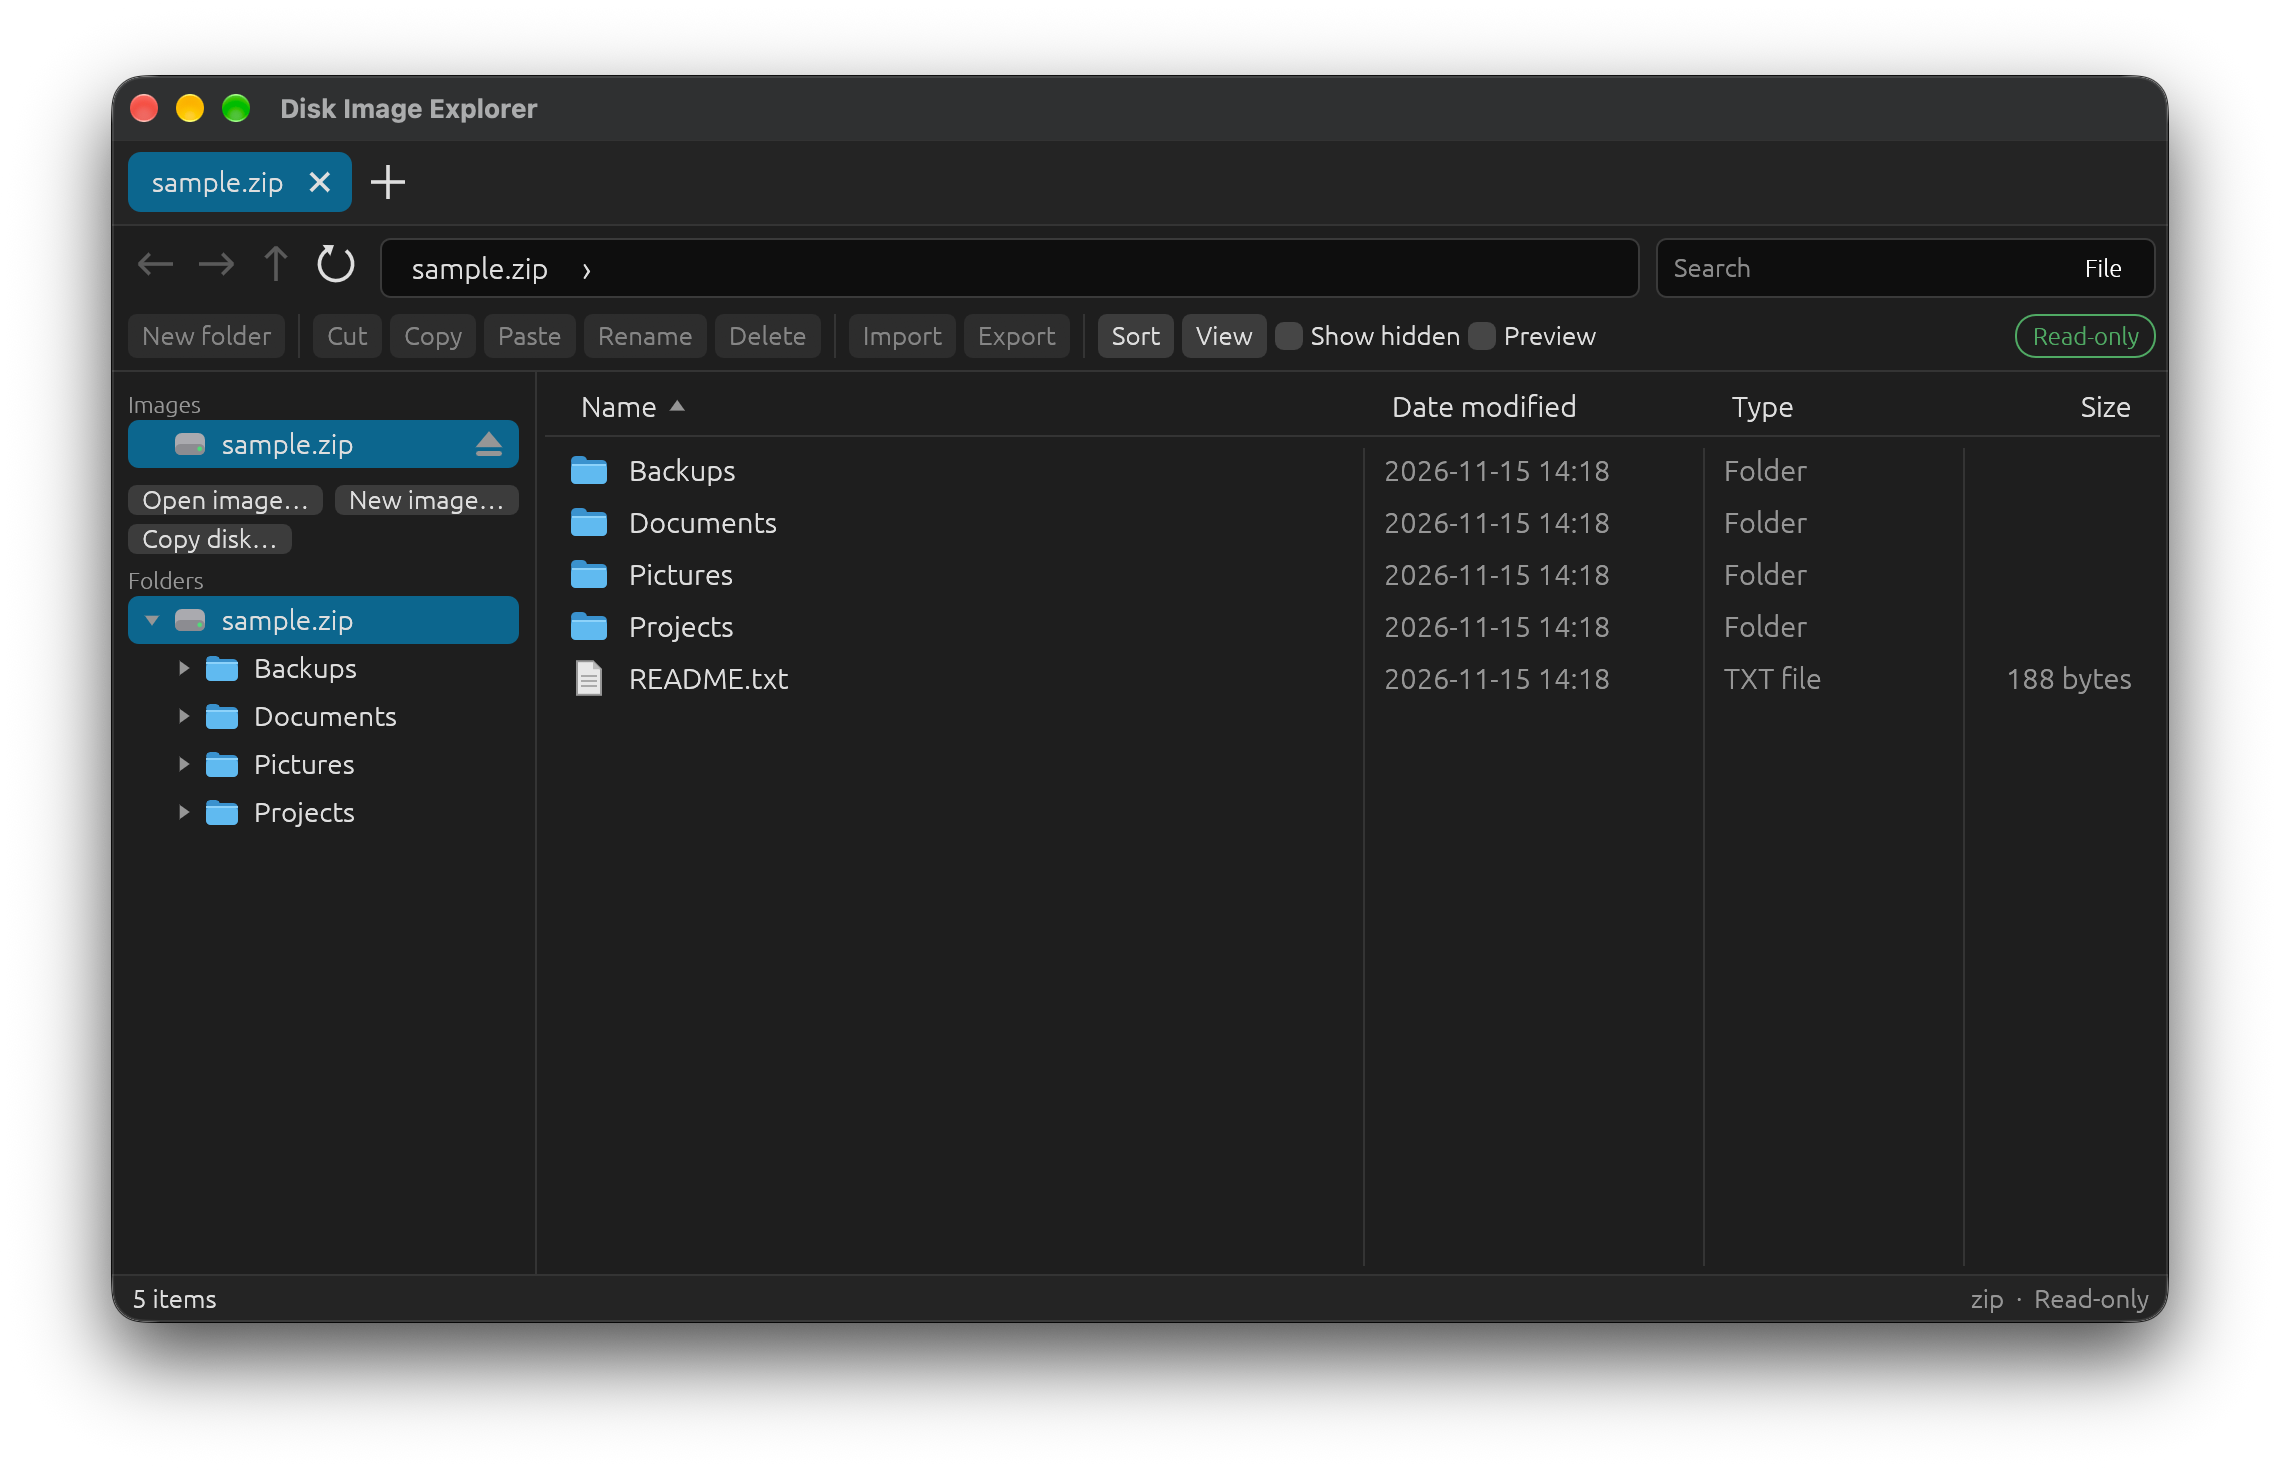 Disk Image Explorer
sample.zip
sample.zip ›
Search
File
New folder
Cut
Copy
Paste
Rename
Delete
Import
Export
Sort
View
Show hidden
Preview
Read-only
Images
sample.zip
Open image...
New image...
Copy disk...
Folders
sample.zip
Backups
Documents
Pictures
Projects
Name Date modified Type Size
Backups 2026-11-15 14:18 Folder
Documents 2026-11-15 14:18 Folder
Pictures 2026-11-15 14:18 Folder
Projects 2026-11-15 14:18 Folder
README.txt 2026-11-15 14:18 TXT file 188 bytes
5 items
zip · Read-only